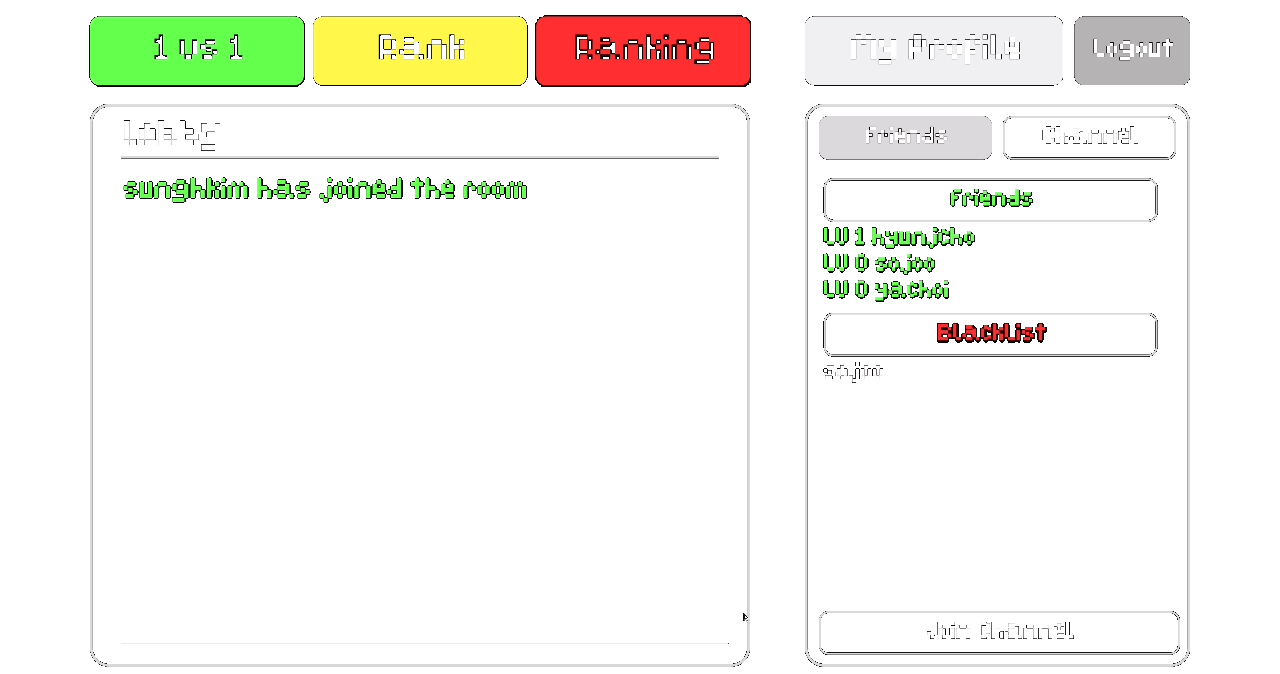 1 vs 1
Rank
Ranking
My Profile
Logout
Lobby
sunghkim has joined the room
Friends
Channel
Friends
LV 1 hyunjcho
LV 0 sojoo
LV 0 yachoi
BlackList
Join Channel